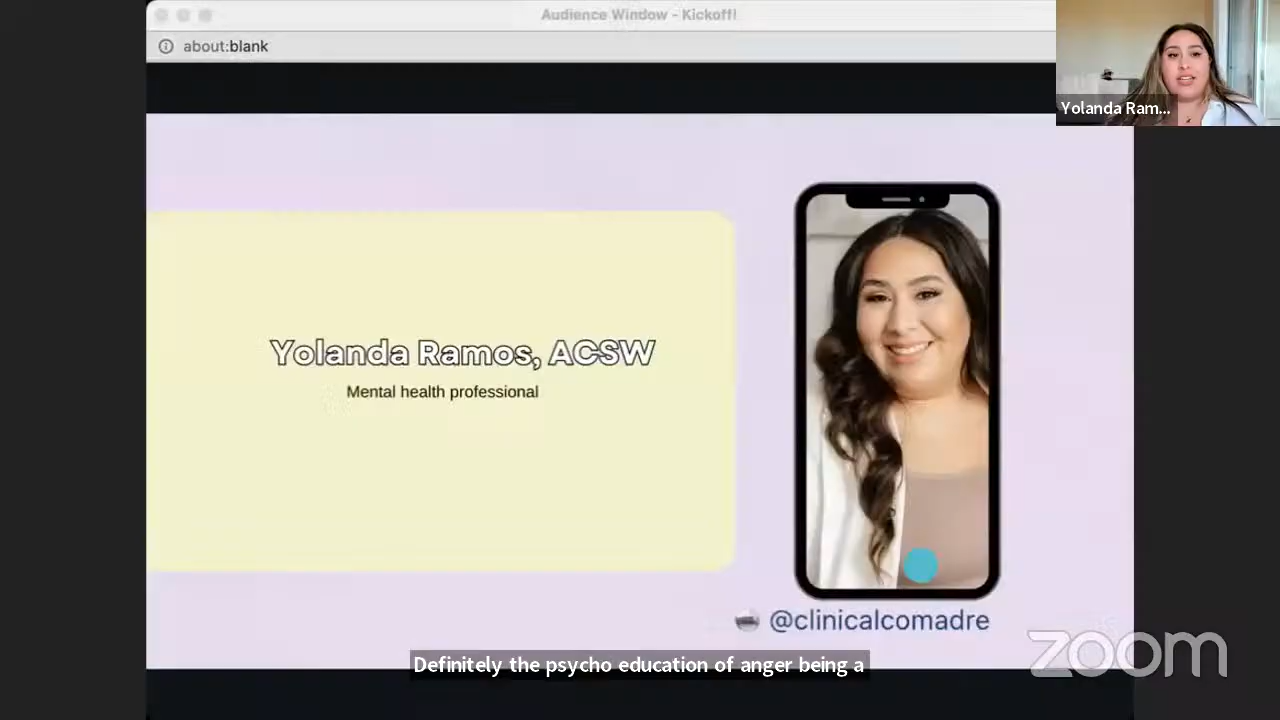 Audience Window - Kickoff!
about:blank
Yolanda Ram...
Yolanda Ramos, ACSW
Mental health professional
@clinicalcomadre
zoom
Definitely the psycho education of anger being a